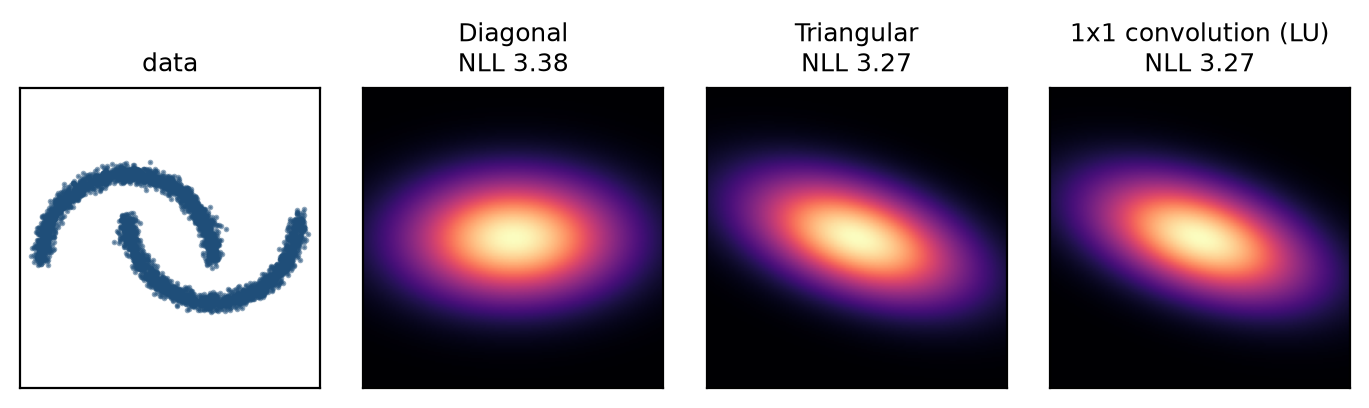 data
Diagonal
NLL 3.38
Triangular
NLL 3.27
1x1 convolution (LU)
NLL 3.27